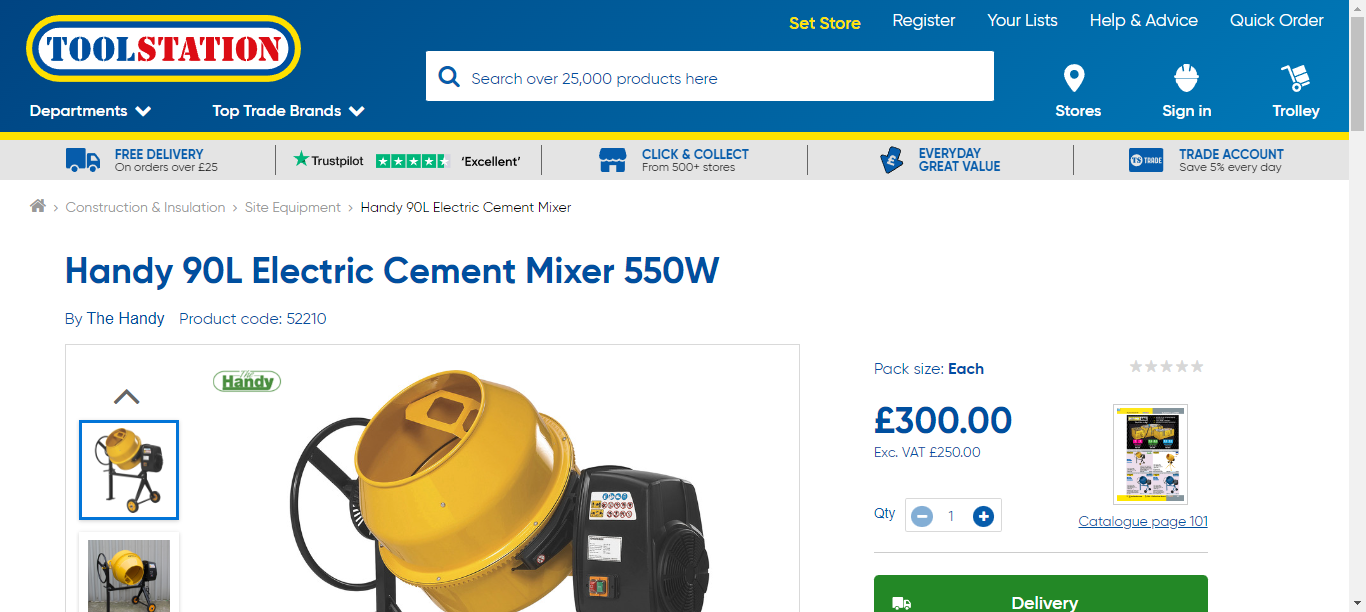 TOOLSTATION
Set Store
Register
Your Lists
Help & Advice
Quick Order
Search over 25,000 products here
Departments
Top Trade Brands
Stores
Sign in
Trolley
FREE DELIVERY
On orders over £25
Trustpilot
'Excellent'
CLICK & COLLECT
From 500+ stores
£
EVERYDAY
GREAT VALUE
TS TRADE
TRADE ACCOUNT
Save 5% every day
Construction & Insulation > Site Equipment > Handy 90L Electric Cement Mixer
Handy 90L Electric Cement Mixer 550W
By The Handy Product code: 52210
The
Handy
Pack size: Each
£300.00
Exc. VAT £250.00
Qty
1
Catalogue page 101
Delivery